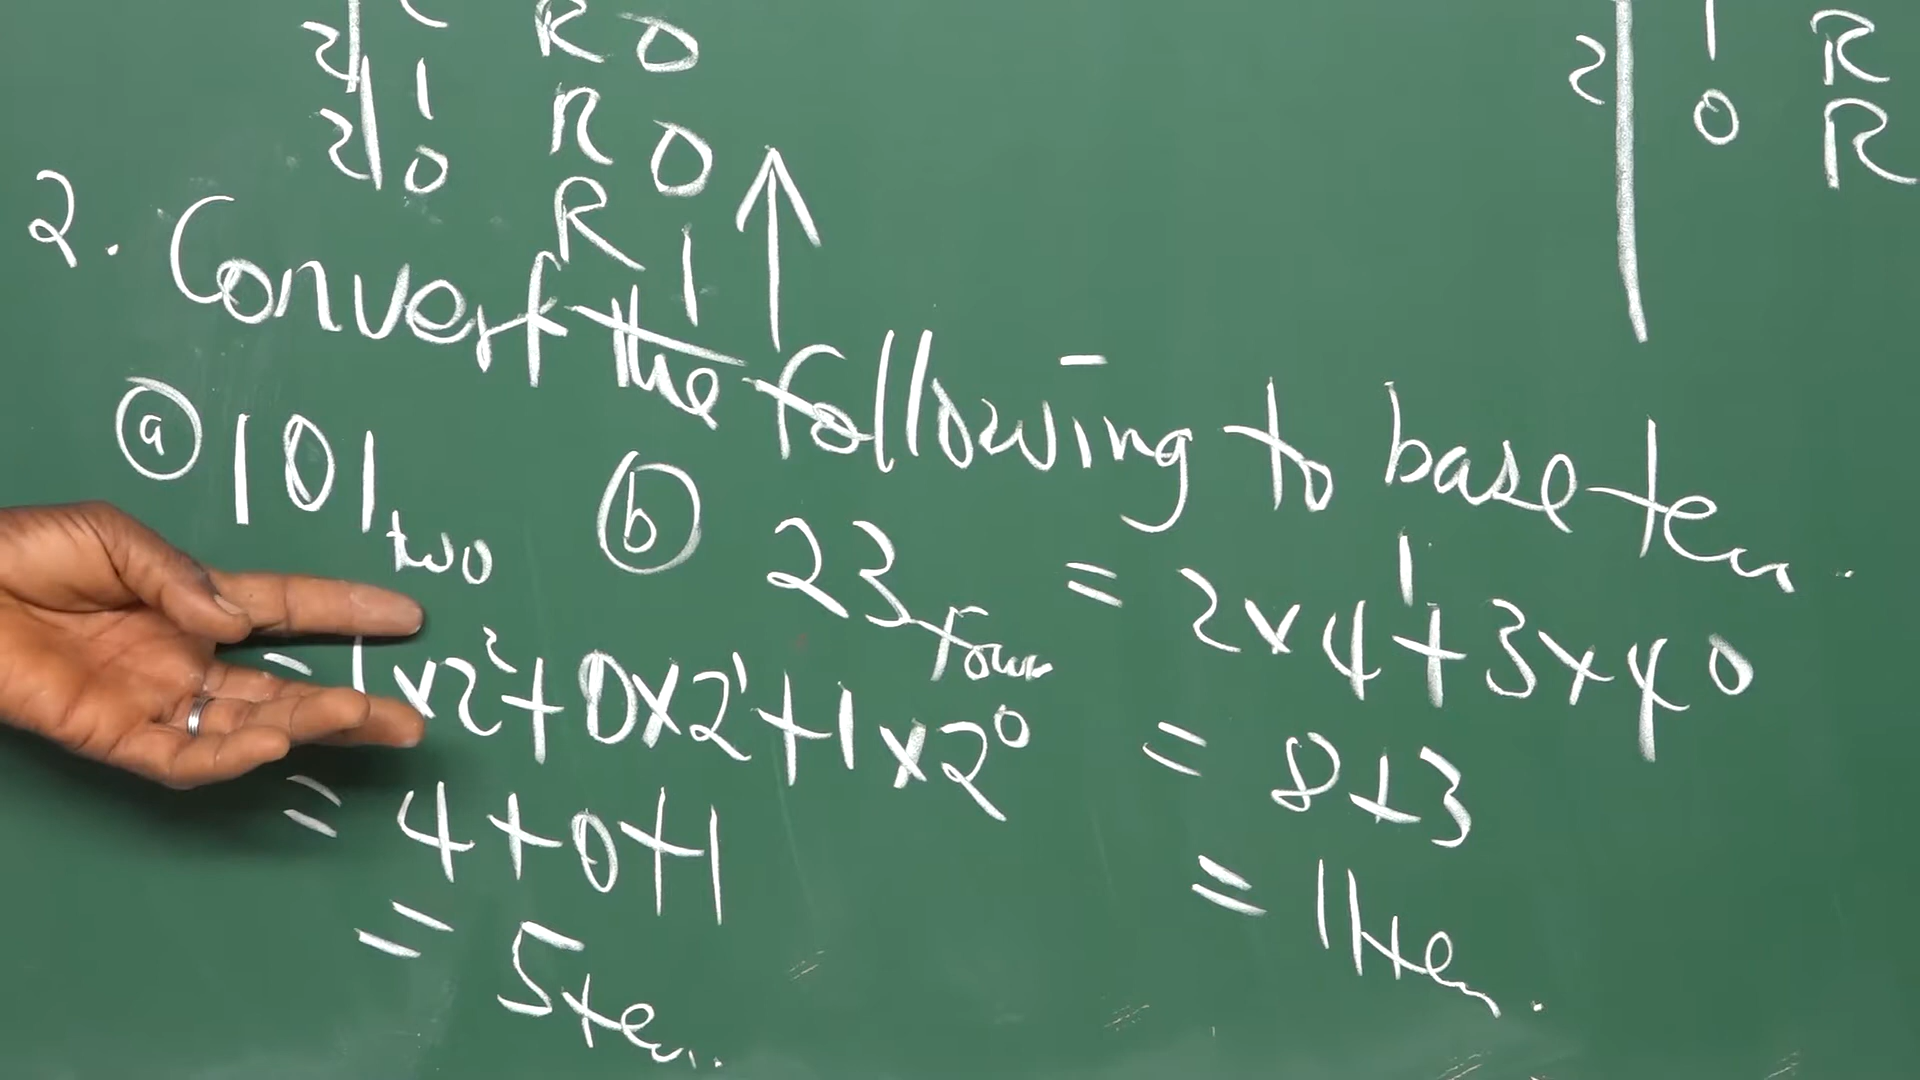 2 R 0
2 1 R 0
2 0 R 1
2 1 R
0 R
2. Convert the following to base ten.
ⓐ 101two
= 1×2²+0×2¹+1×2⁰
= 4+0+1
= 5ten.
ⓑ 23four = 2×4¹+3×4⁰
= 8+3
= 11ten.